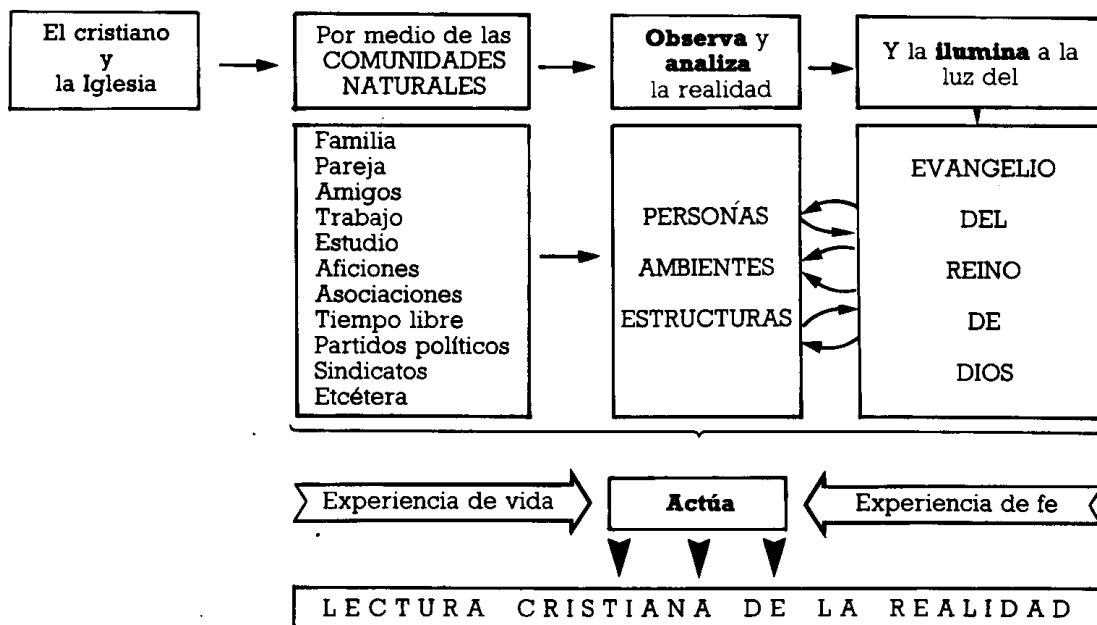 El cristiano
y
la Iglesia
Por medio de las
COMUNIDADES
NATURALES
Observa y
analiza
la realidad
Y la ilumina a la
luz del
Familia
Pareja
Amigos
Trabajo
Estudio
Aficiones
Asociaciones
Tiempo libre
Partidos políticos
Sindicatos
Etcétera
PERSONAS
AMBIENTES
ESTRUCTURAS
EVANGELIO
DEL
REINO
DE
DIOS
Experiencia de vida
Actúa
Experiencia de fe
LECTURA CRISTIANA DE LA REALIDAD